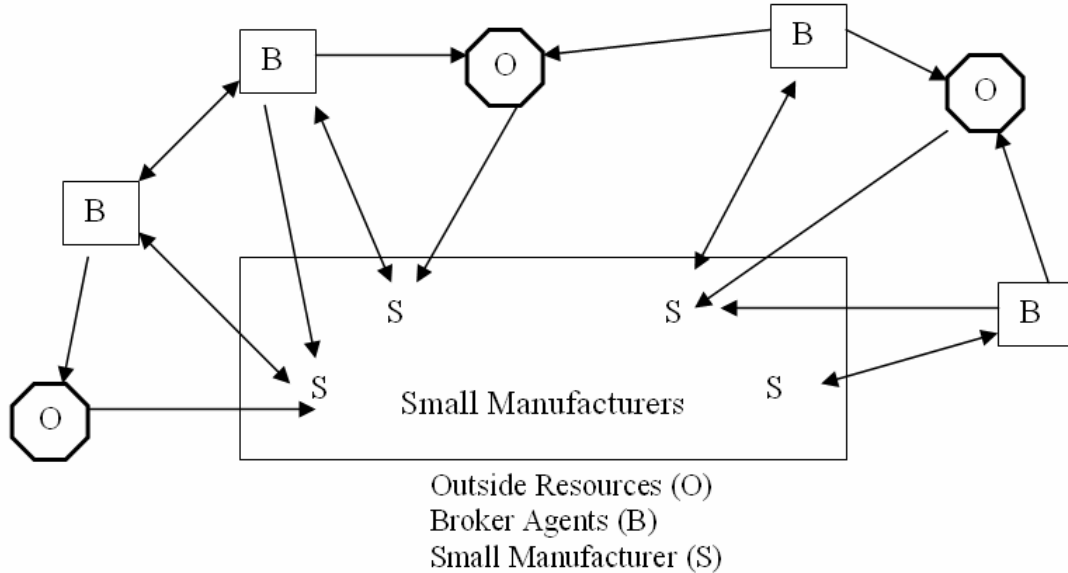 B
B
O
O
B
B
S
S
B
S
S
Small Manufacturers
O
Outside Resources (O)
Broker Agents (B)
Small Manufacturer (S)